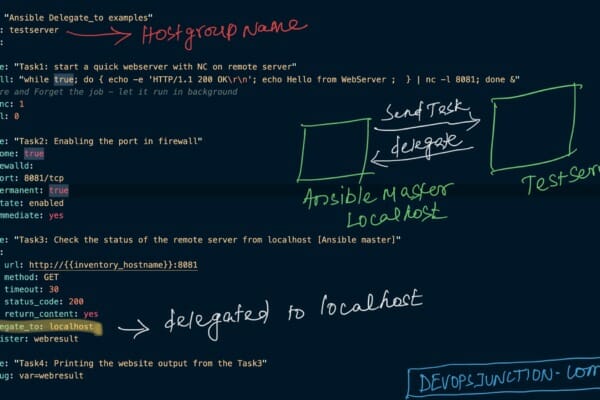 "Ansible Delegate_to examples"
: testserver
HostgroupName
:
e: "Task1: start a quick webserver with NC on remote server"
ll: "while true; do { echo -e 'HTTP/1.1 200 OK\r\n'; echo Hello from WebServer ; } | nc -l 8081; done &"
re and Forget the job - let it run in background
nc: 1
l: 0
Send Task
delegate
e: "Task2: Enabling the port in firewall"
ome: true
ewalld:
ort: 8081/tcp
ermanent: true
tate: enabled
mmediate: yes
Ansible Master
Localhost
TestServ
e: "Task3: Check the status of the remote server from localhost [Ansible master]"
:
url: http://{{inventory_hostname}}:8081
method: GET
timeout: 30
status_code: 200
return_content: yes
egate_to: localhost
delegated to localhost
ister: webresult
e: "Task4: Printing the website output from the Task3"
ug: var=webresult
DEVOPSJUNCTION-COM